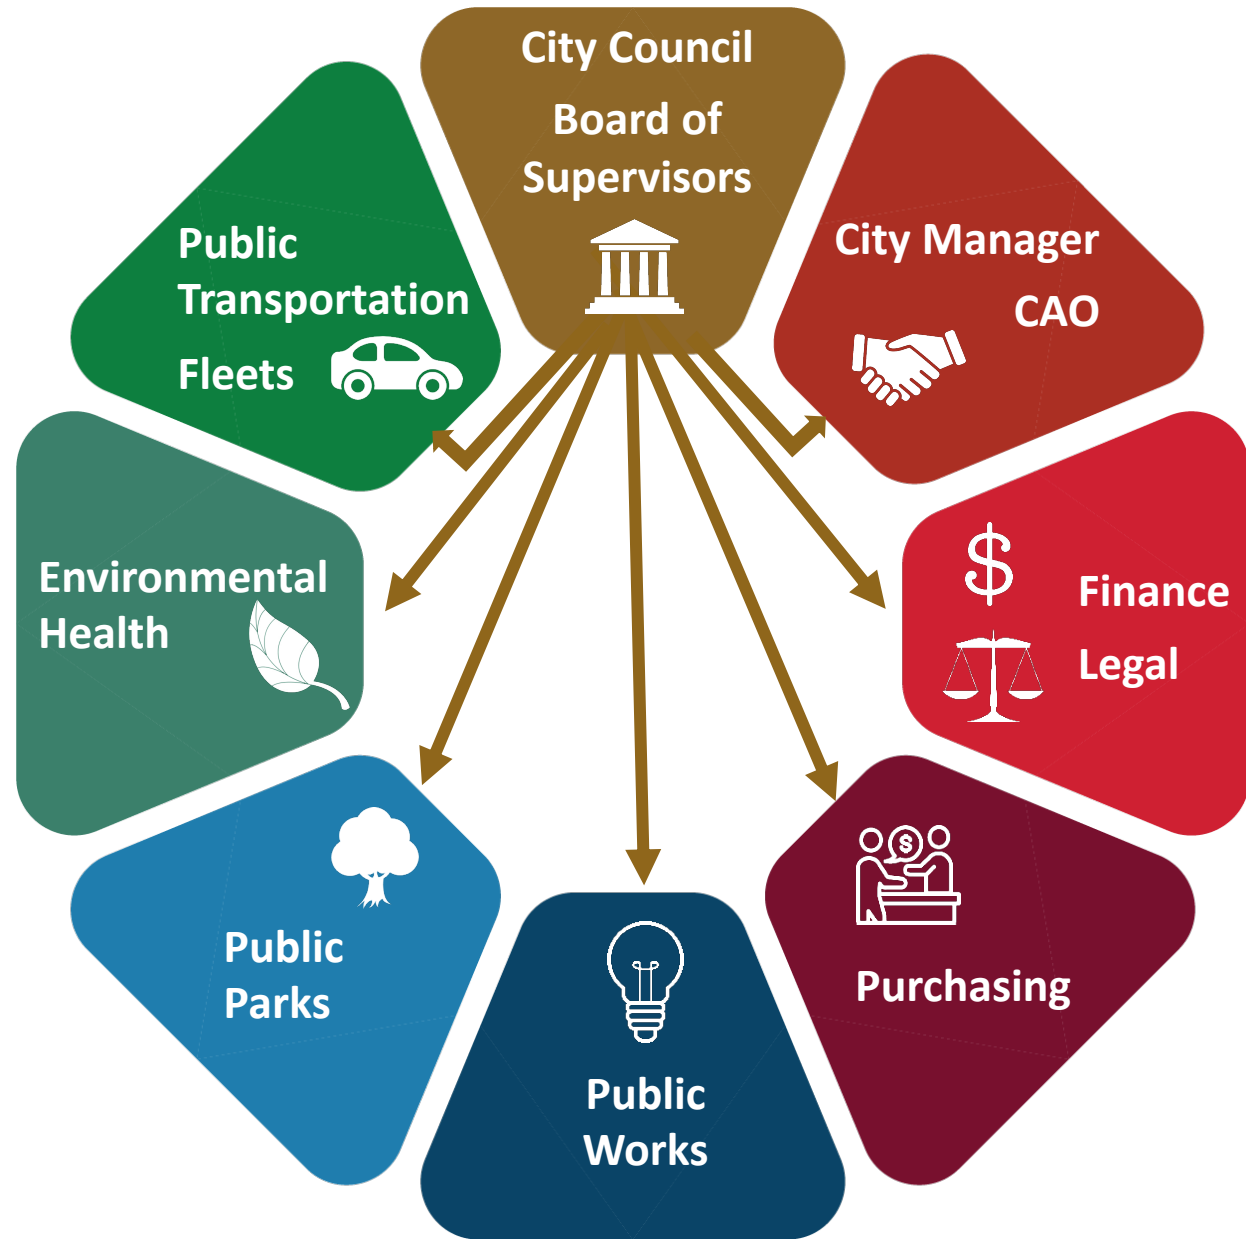 City Council
Board of
Supervisors
City Manager
CAO
Finance
Legal
Purchasing
Public
Works
Public
Parks
Environmental
Health
Public
Transportation
Fleets
$
$